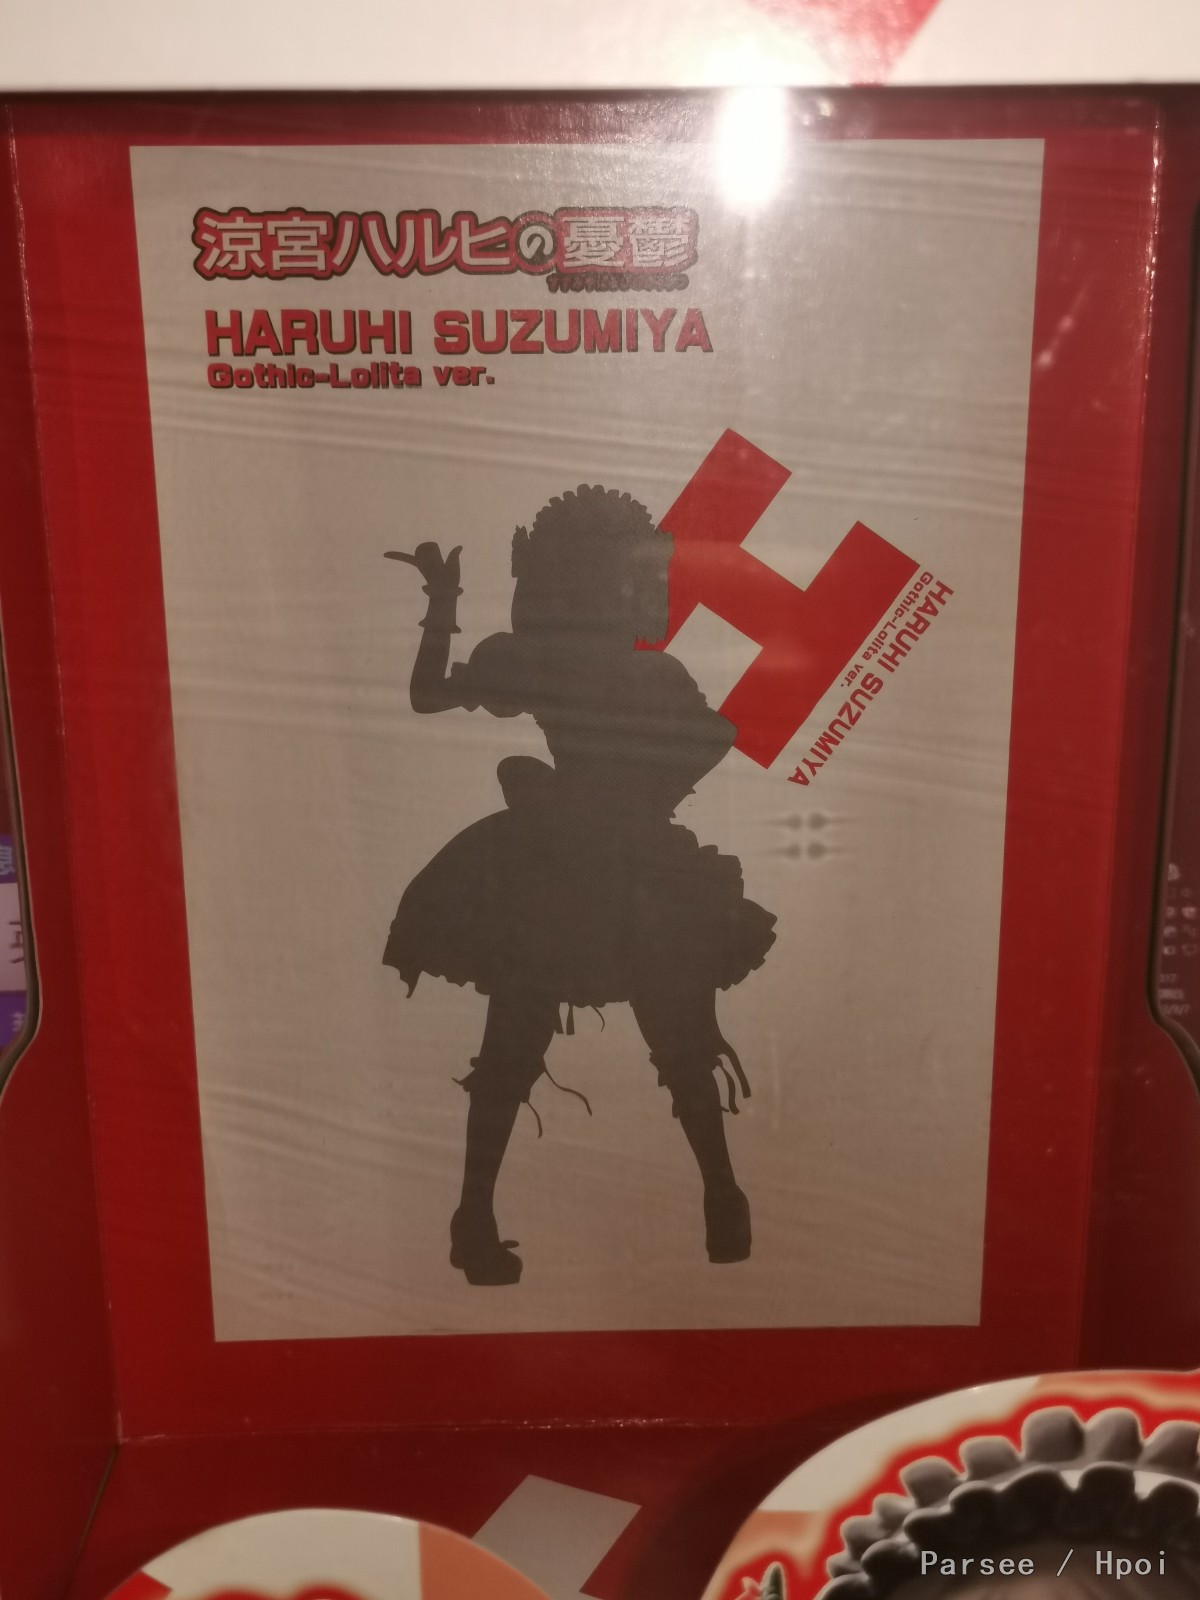 涼宮ハルヒの憂鬱
HARUHI SUZUMIYA
Gothic-Lolita ver.
HARUHI SUZUMIYA
Gothic-Lolita ver.
Parsee / Hpoi